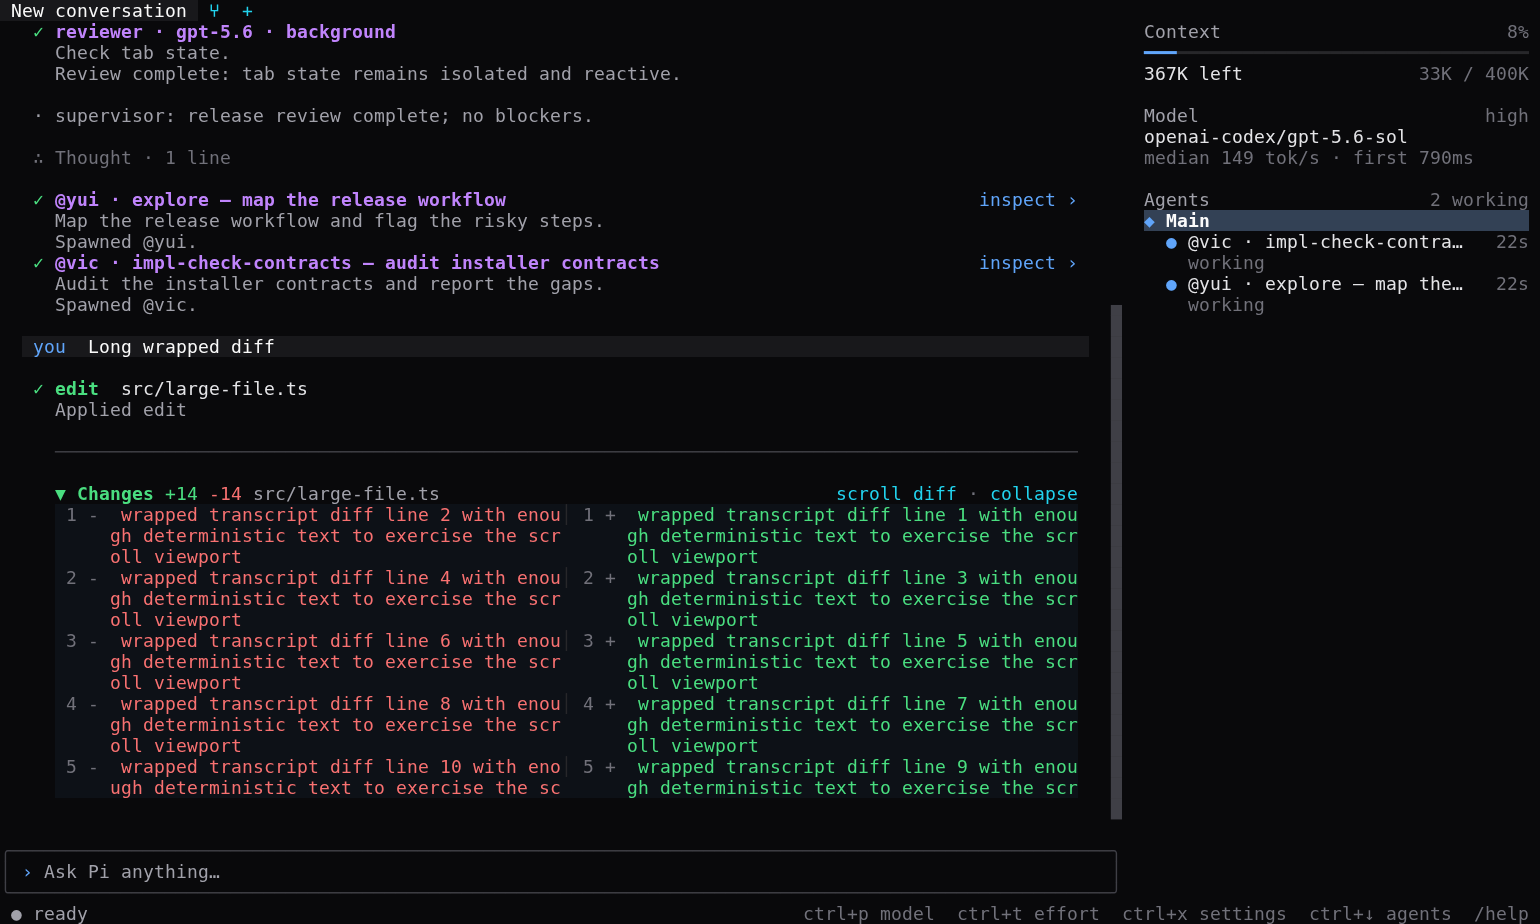 New conversation ⑂ +
✓ reviewer · gpt-5.6 · background
Check tab state.
Review complete: tab state remains isolated and reactive.
· supervisor: release review complete; no blockers.
∴ Thought · 1 line
✓ @yui · explore — map the release workflow inspect ›
Map the release workflow and flag the risky steps.
Spawned @yui.
✓ @vic · impl-check-contracts — audit installer contracts inspect ›
Audit the installer contracts and report the gaps.
Spawned @vic.
you Long wrapped diff
✓ edit src/large-file.ts
Applied edit
▼ Changes +14 -14 src/large-file.ts scroll diff · collapse
1 - wrapped transcript diff line 2 with enou 1 + wrapped transcript diff line 1 with enou
gh deterministic text to exercise the scr gh deterministic text to exercise the scr
oll viewport oll viewport
2 - wrapped transcript diff line 4 with enou 2 + wrapped transcript diff line 3 with enou
gh deterministic text to exercise the scr gh deterministic text to exercise the scr
oll viewport oll viewport
3 - wrapped transcript diff line 6 with enou 3 + wrapped transcript diff line 5 with enou
gh deterministic text to exercise the scr gh deterministic text to exercise the scr
oll viewport oll viewport
4 - wrapped transcript diff line 8 with enou 4 + wrapped transcript diff line 7 with enou
gh deterministic text to exercise the scr gh deterministic text to exercise the scr
oll viewport oll viewport
5 - wrapped transcript diff line 10 with eno 5 + wrapped transcript diff line 9 with enou
ugh deterministic text to exercise the sc gh deterministic text to exercise the scr
› Ask Pi anything…
● ready ctrl+p model ctrl+t effort ctrl+x settings ctrl+↓ agents /help
Context 8%
367K left 33K / 400K
Model high
openai-codex/gpt-5.6-sol
median 149 tok/s · first 790ms
Agents 2 working
◆ Main
● @vic · impl-check-contra… 22s
working
● @yui · explore — map the… 22s
working